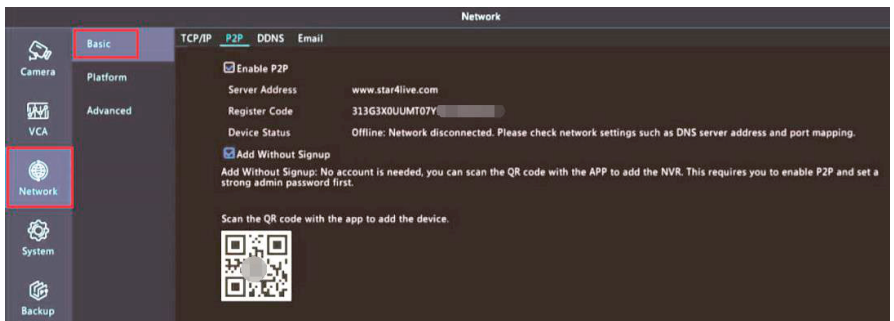 Network
Basic
TCP/IP P2P DDNS Email
Camera
Platform
Enable P2P
Server Address www.star4live.com
Advanced
Register Code 313G3X0UUMT07Y
VCA
Device Status Offline: Network disconnected. Please check network settings such as DNS server address and port mapping.
Add Without Signup
Add Without Signup: No account is needed, you can scan the QR code with the APP to add the NVR. This requires you to enable P2P and set a
strong admin password first.
Network
Scan the QR code with the app to add the device.
System
Backup